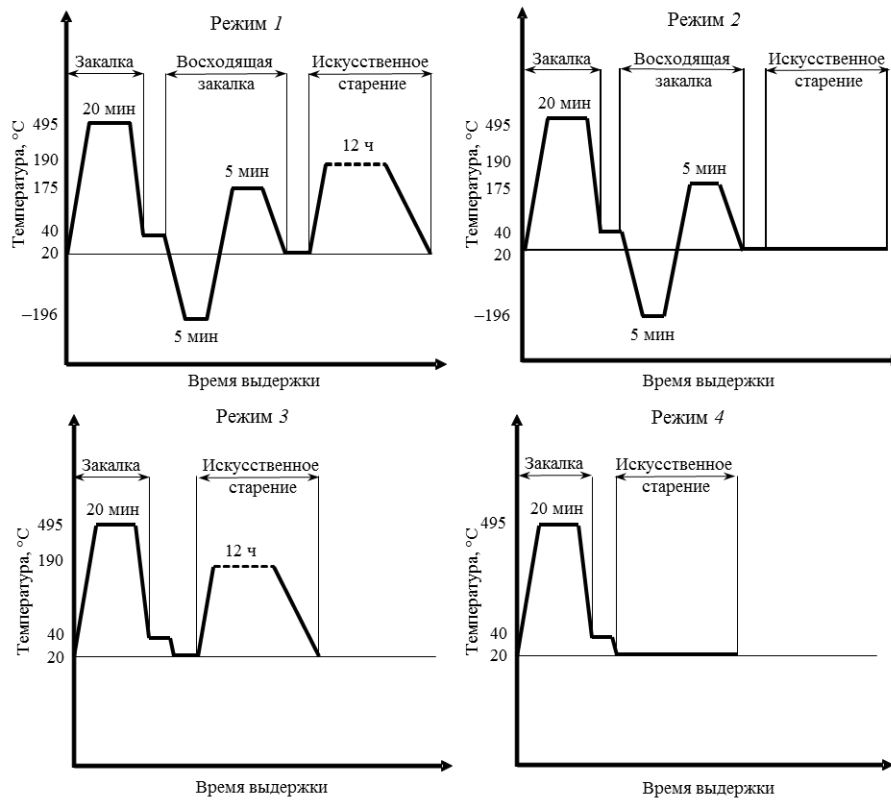 Режим 1
Закалка
Восходящая
закалка
Искусственное
старение
20 мин
12 ч
5 мин
5 мин
495
190
175
40
20
–196
Температура, °C
Время выдержки
Режим 2
Закалка
Восходящая
закалка
Искусственное
старение
20 мин
5 мин
5 мин
495
190
175
40
20
–196
Температура, °C
Время выдержки
Режим 3
Закалка
Искусственное
старение
20 мин
12 ч
495
190
40
20
Температура, °C
Время выдержки
Режим 4
Закалка
Искусственное
старение
20 мин
495
40
20
Температура, °C
Время выдержки